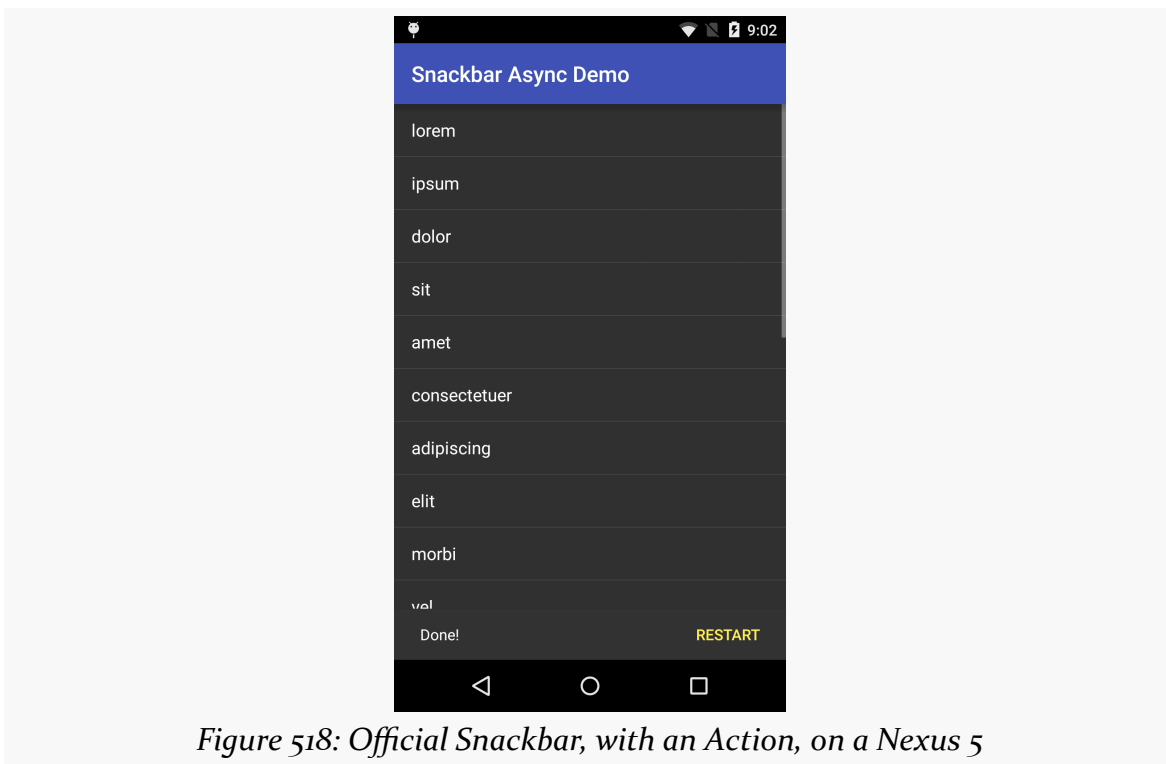 9:02
Snackbar Async Demo
lorem
ipsum
dolor
sit
amet
consectetuer
adipiscing
elit
morbi
vel
Done! RESTART
Figure 518: Official Snackbar, with an Action, on a Nexus 5